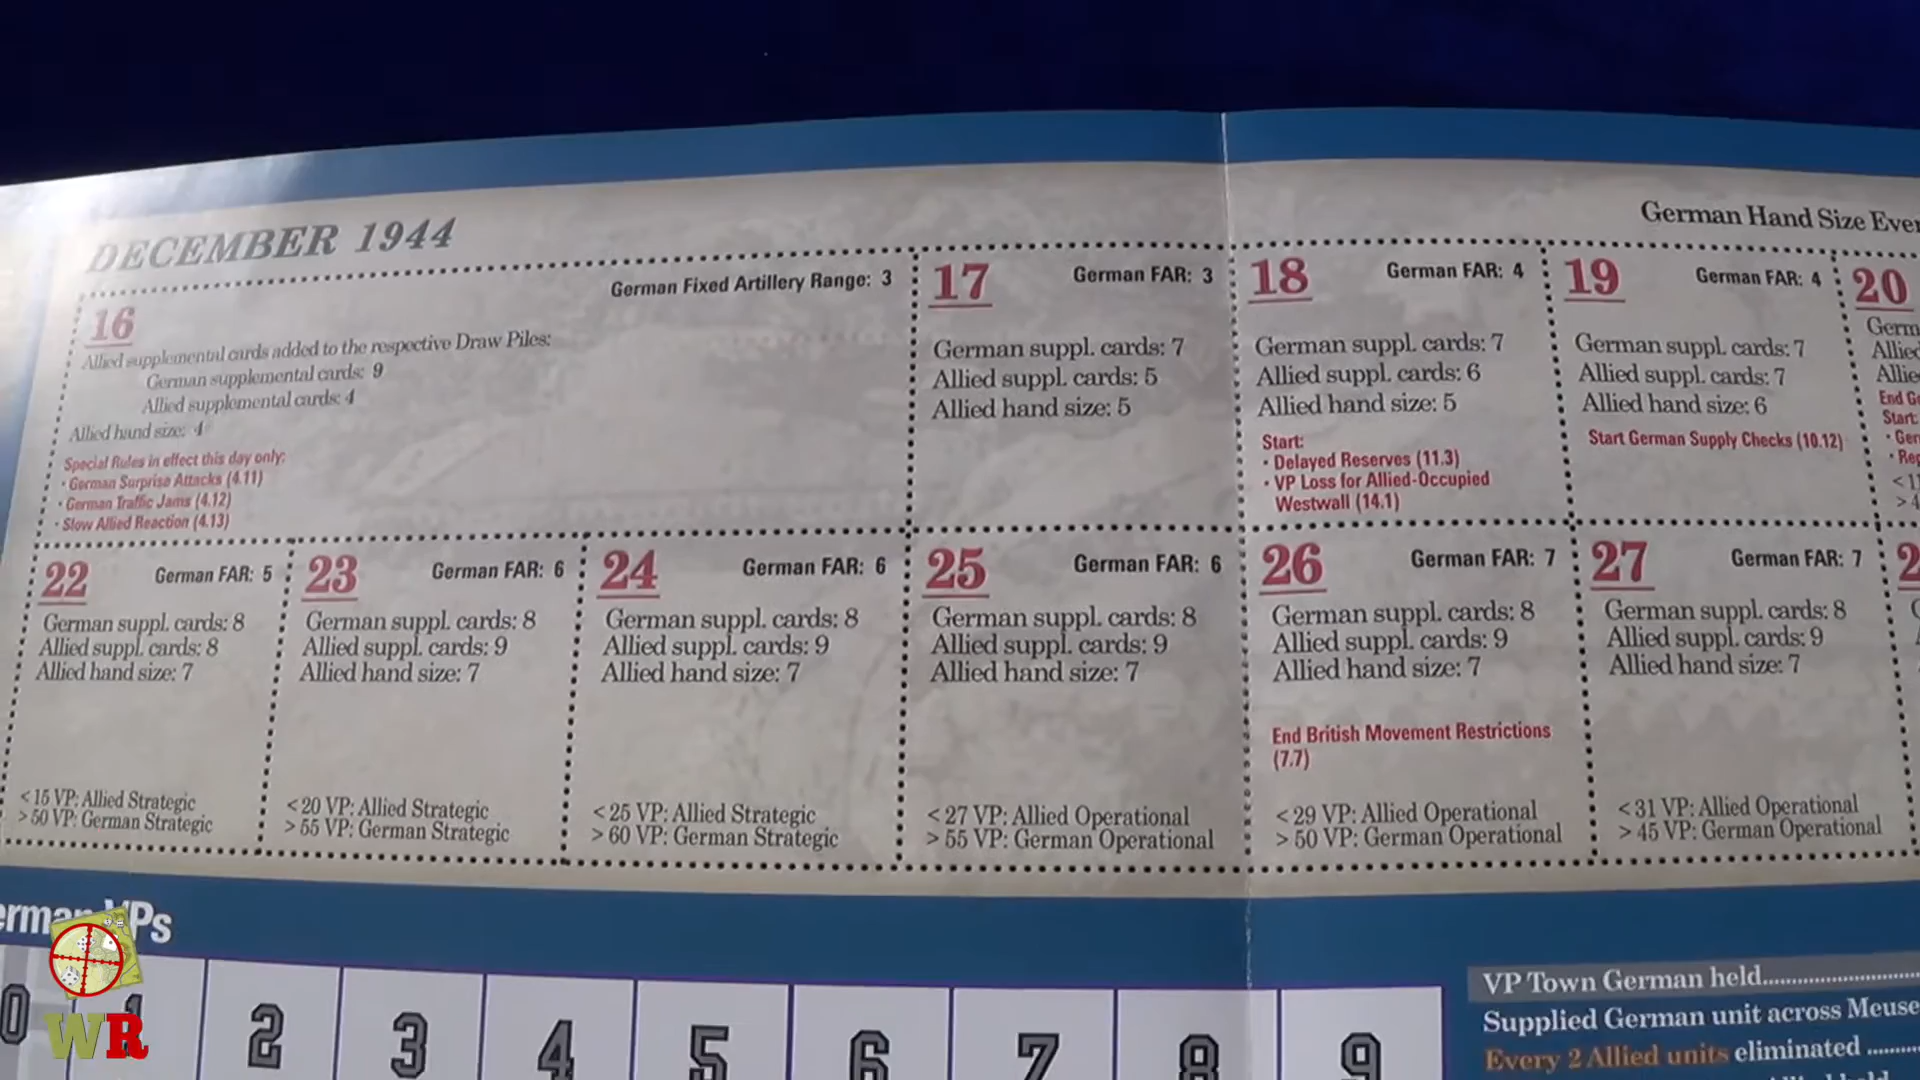 DECEMBER 1944
German Hand Size
16
German Fixed Artillery Range: 3
Allied supplemental cards added to the respective Draw Piles:
German supplemental cards: 9
Allied supplemental cards: 4
Allied hand size: 4
Special Rules in effect this day only:
• German Surprise Attacks (4.11)
• German Traffic Jams (4.12)
• Slow Allied Reaction (4.13)
17
German FAR: 3
German suppl. cards: 7
Allied suppl. cards: 5
Allied hand size: 5
18
German FAR: 4
German suppl. cards: 7
Allied suppl. cards: 6
Allied hand size: 5
Start:
• Delayed Reserves (11.3)
• VP Loss for Allied-Occupied
Westwall (14.1)
19
German FAR: 4
German suppl. cards: 7
Allied suppl. cards: 7
Allied hand size: 6
Start German Supply Checks (10.12)
20
Germ
Allied
Allie
End G
Start:
• Ger
• Rep
22
German FAR: 5
German suppl. cards: 8
Allied suppl. cards: 8
Allied hand size: 7
< 15 VP: Allied Strategic
> 50 VP: German Strategic
23
German FAR: 6
German suppl. cards: 8
Allied suppl. cards: 9
Allied hand size: 7
< 20 VP: Allied Strategic
> 55 VP: German Strategic
24
German FAR: 6
German suppl. cards: 8
Allied suppl. cards: 9
Allied hand size: 7
< 25 VP: Allied Strategic
> 60 VP: German Strategic
25
German FAR: 6
German suppl. cards: 8
Allied suppl. cards: 9
Allied hand size: 7
< 27 VP: Allied Operational
> 55 VP: German Operational
26
German FAR: 7
German suppl. cards: 8
Allied suppl. cards: 9
Allied hand size: 7
End British Movement Restrictions
(7.7)
< 29 VP: Allied Operational
> 50 VP: German Operational
27
German FAR: 7
German suppl. cards: 8
Allied suppl. cards: 9
Allied hand size: 7
< 31 VP: Allied Operational
> 45 VP: German Operational
2
erman VPs
0 1 2 3 4 5 6 7 8 9
WR
VP Town German held
Supplied German unit across Meuse
Every 2 Allied units eliminated